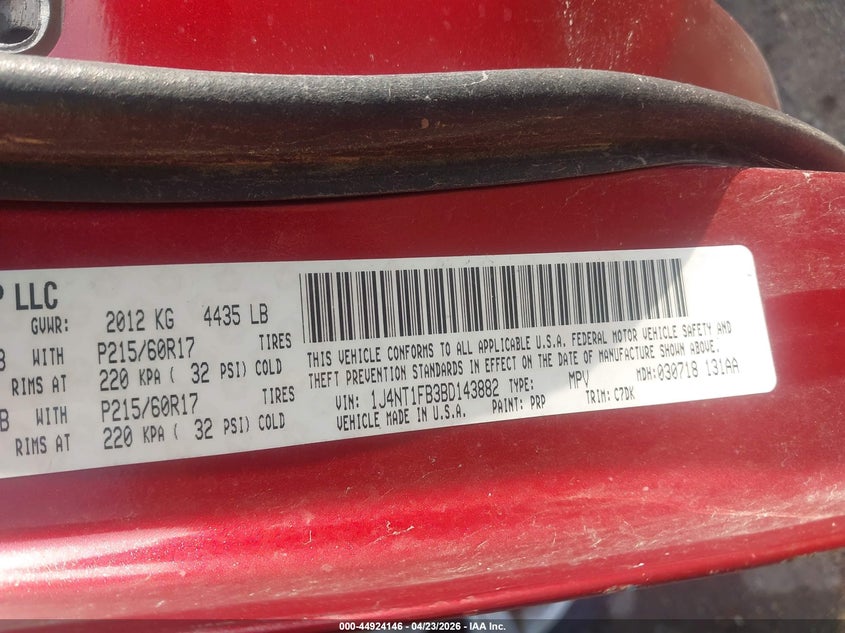 P LLC
GVWR: 2012 KG 4435 LB
B WITH P215/60R17 TIRES
RIMS AT 220 KPA ( 32 PSI) COLD
B WITH P215/60R17 TIRES
RIMS AT 220 KPA ( 32 PSI) COLD
THIS VEHICLE CONFORMS TO ALL APPLICABLE U.S.A. FEDERAL MOTOR VEHICLE SAFETY AND
THEFT PREVENTION STANDARDS IN EFFECT ON THE DATE OF MANUFACTURE SHOWN ABOVE.
MDH:030718 131AA
VIN: 1J4NT1FB3BD143882 TYPE: MPV
VEHICLE MADE IN U.S.A. PAINT: PRP TRIM: C7DK
000-44924146 - 04/23/2026 - IAA Inc.